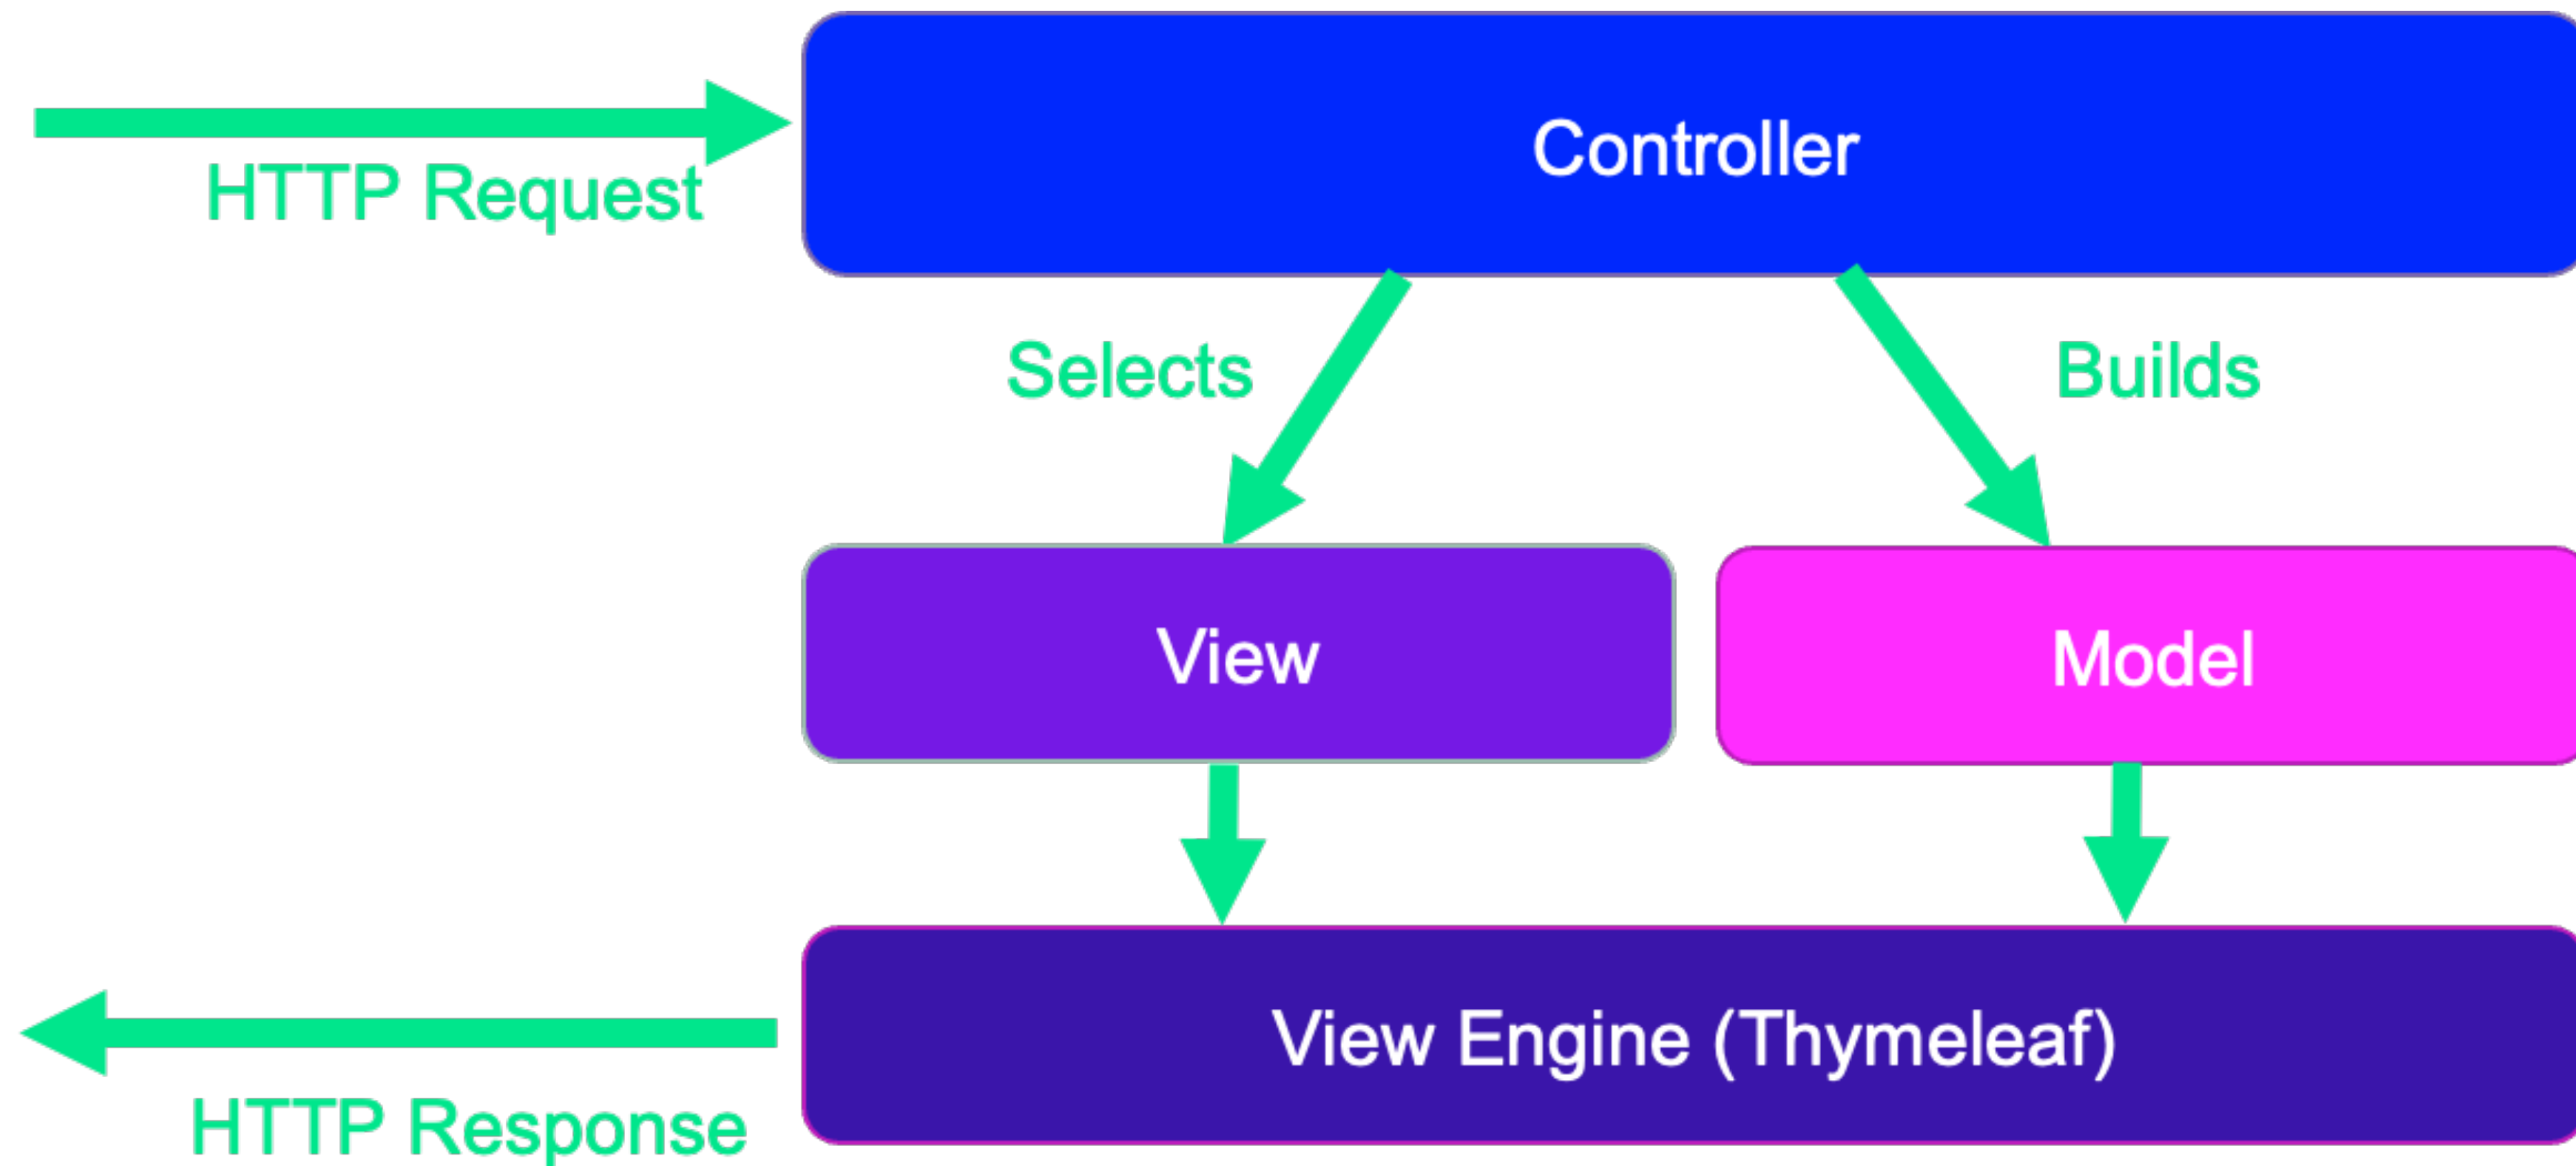 Controller
HTTP Request
Selects
Builds
View
Model
View Engine (Thymeleaf)
HTTP Response